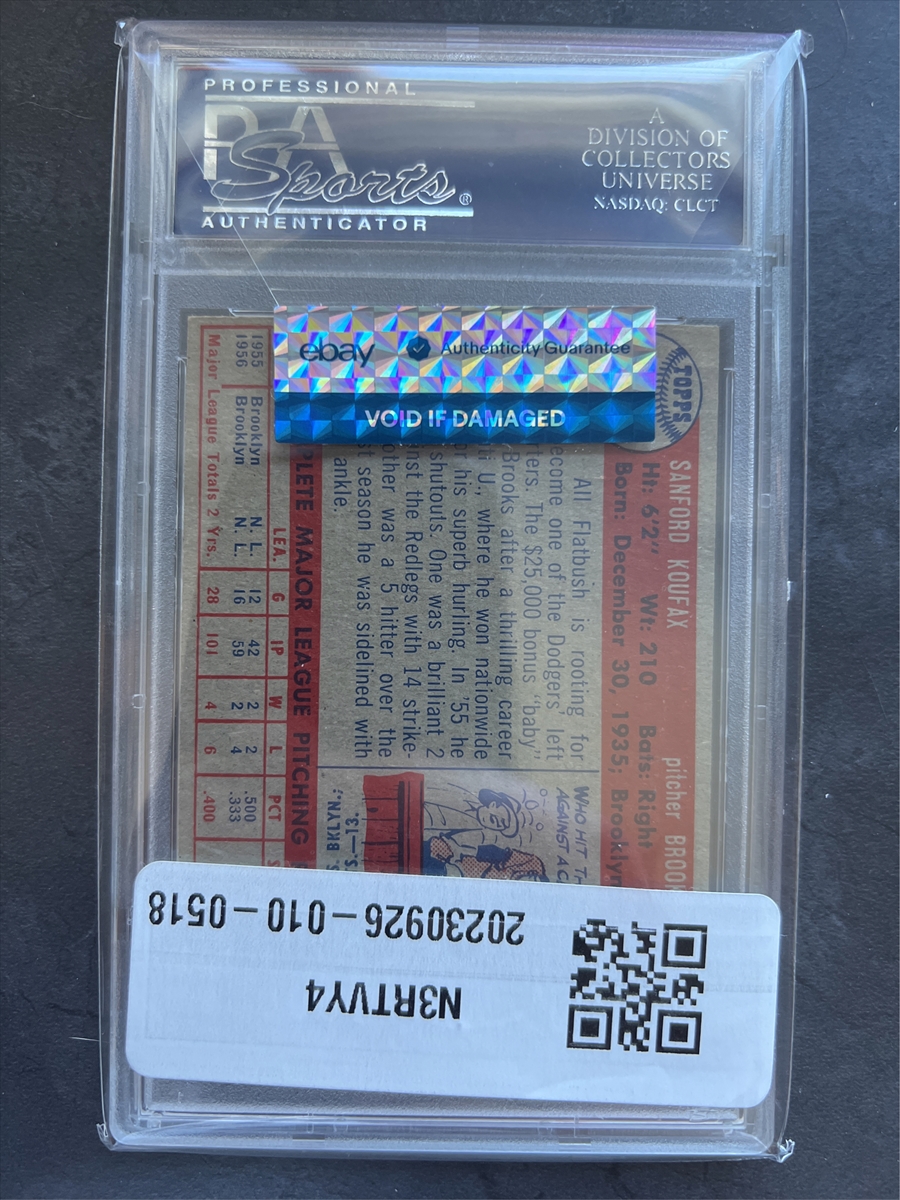 PROFESSIONAL
PSA
Sports®
AUTHENTICATOR
A
DIVISION OF
COLLECTORS
UNIVERSE
NASDAQ: CLCT
ebay Authenticity Guarantee
VOID IF DAMAGED
TOPPS
SANFORD KOUFAX pitcher BROOK
Ht: 6'2" Wt: 210 Bats: Right
Born: December 30, 1935; Brooklyn
All Flatbush is rooting for
ecome one of the Dodgers' left
ters. The $25,000 bonus "baby"
Brooks after a thrilling career
U., where he won nationwide
his superb hurling. In '55 he
shutouts. One was a brilliant 2
nst the Redlegs with 14 strike-
other was a 5 hitter over the
t season he was sidelined with
ankle
WHO HIT TH
AGAINST A C
S. BKLYN.;
S.—13.
PLETE MAJOR LEAGUE PITCHING
LEA. G IP W L PCT S
1955 Brooklyn N. L. 12 42 2 2 .500
1956 Brooklyn N. L. 16 59 2 4 .333
Major League Totals 2 Yrs. 28 101 4 6 .400
20230926-010-0518
N3RTVY4